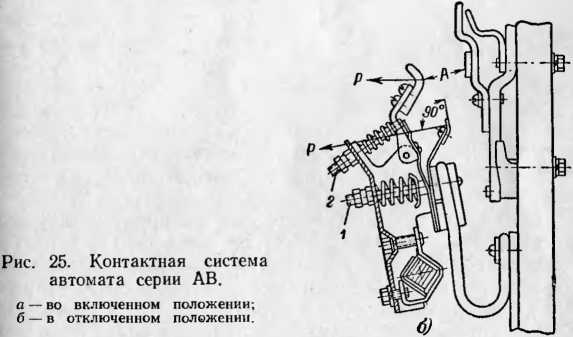 P
A
90°
P
2
1
Рис. 25. Контактная система
автомата серии АВ.
а — во включенном положении;
б — в отключенном положении.
б)